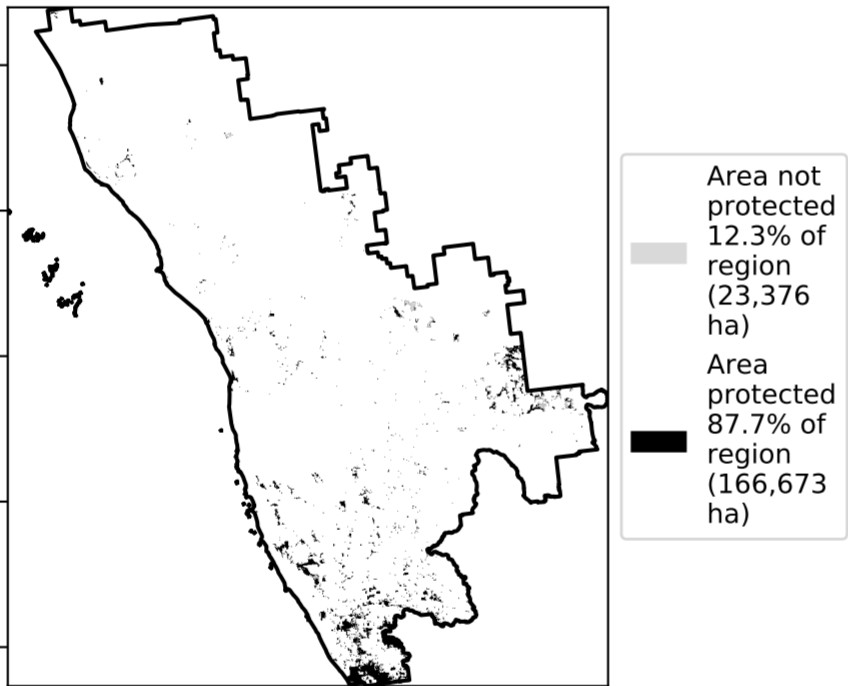 Area not
protected
12.3% of
region
(23,376
ha)
Area
protected
87.7% of
region
(166,673
ha)